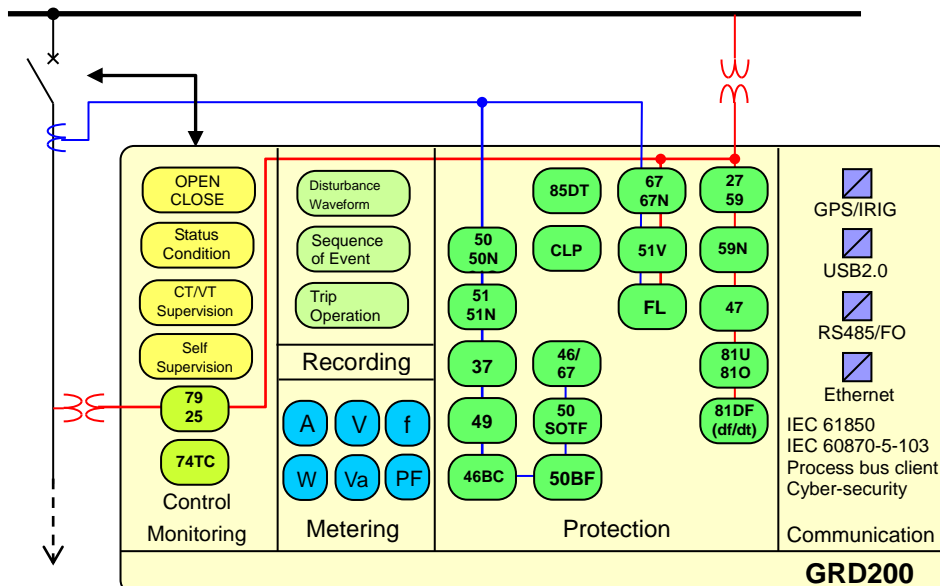 OPEN
CLOSE
Status
Condition
CT/VT
Supervision
Self
Supervision
79
25
74TC
Control
Monitoring
Disturbance
Waveform
Sequence
of Event
Trip
Operation
Recording
A V f
W Va PF
Metering
50
50N
51
51N
37
49
46BC
85DT
CLP
46/
67
50
SOTF
50BF
67
67N
51V
FL
27
59
59N
47
81U
81O
81DF
(df/dt)
Protection
GPS/IRIG
USB2.0
RS485/FO
Ethernet
IEC 61850
IEC 60870-5-103
Process bus client
Cyber-security
Communication
GRD200